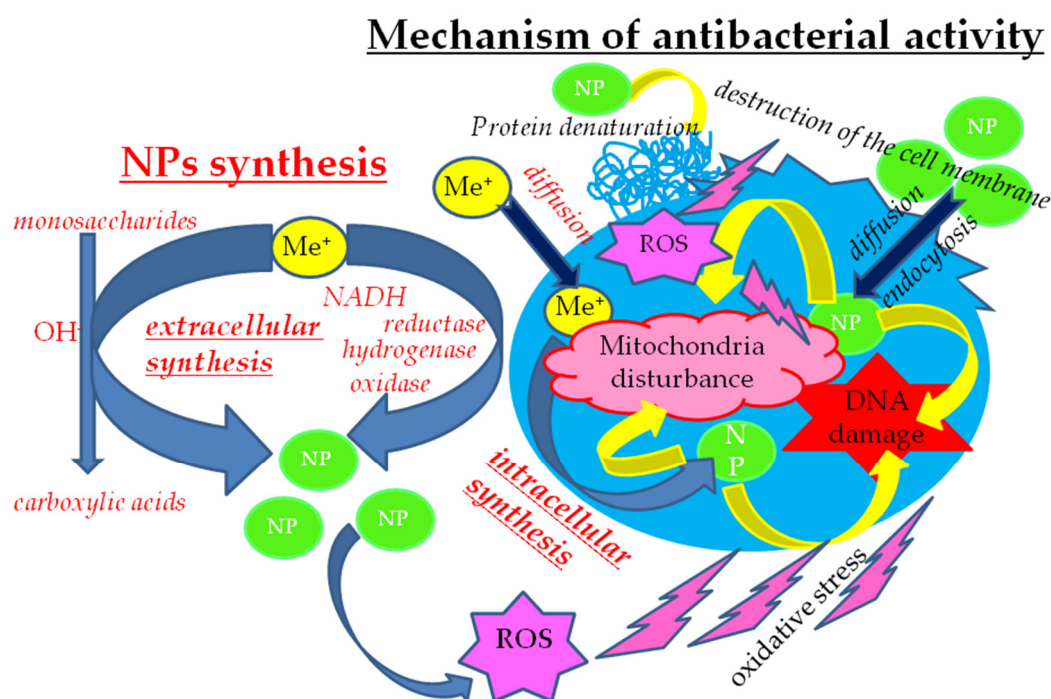 Mechanism of antibacterial activity
NP
Protein denaturation
destruction of the cell membrane
NP
NPs synthesis
monosaccharides
Me+
diffusion
ROS
diffusion
endocytosis
Me+
NADH
reductase
hydrogenase
oxidase
OH-
extracellular
synthesis
Me+
NP
Mitochondria
disturbance
DNA
damage
N
P
NP
carboxylic acids
NP
NP
intracellular
synthesis
ROS
oxidative stress